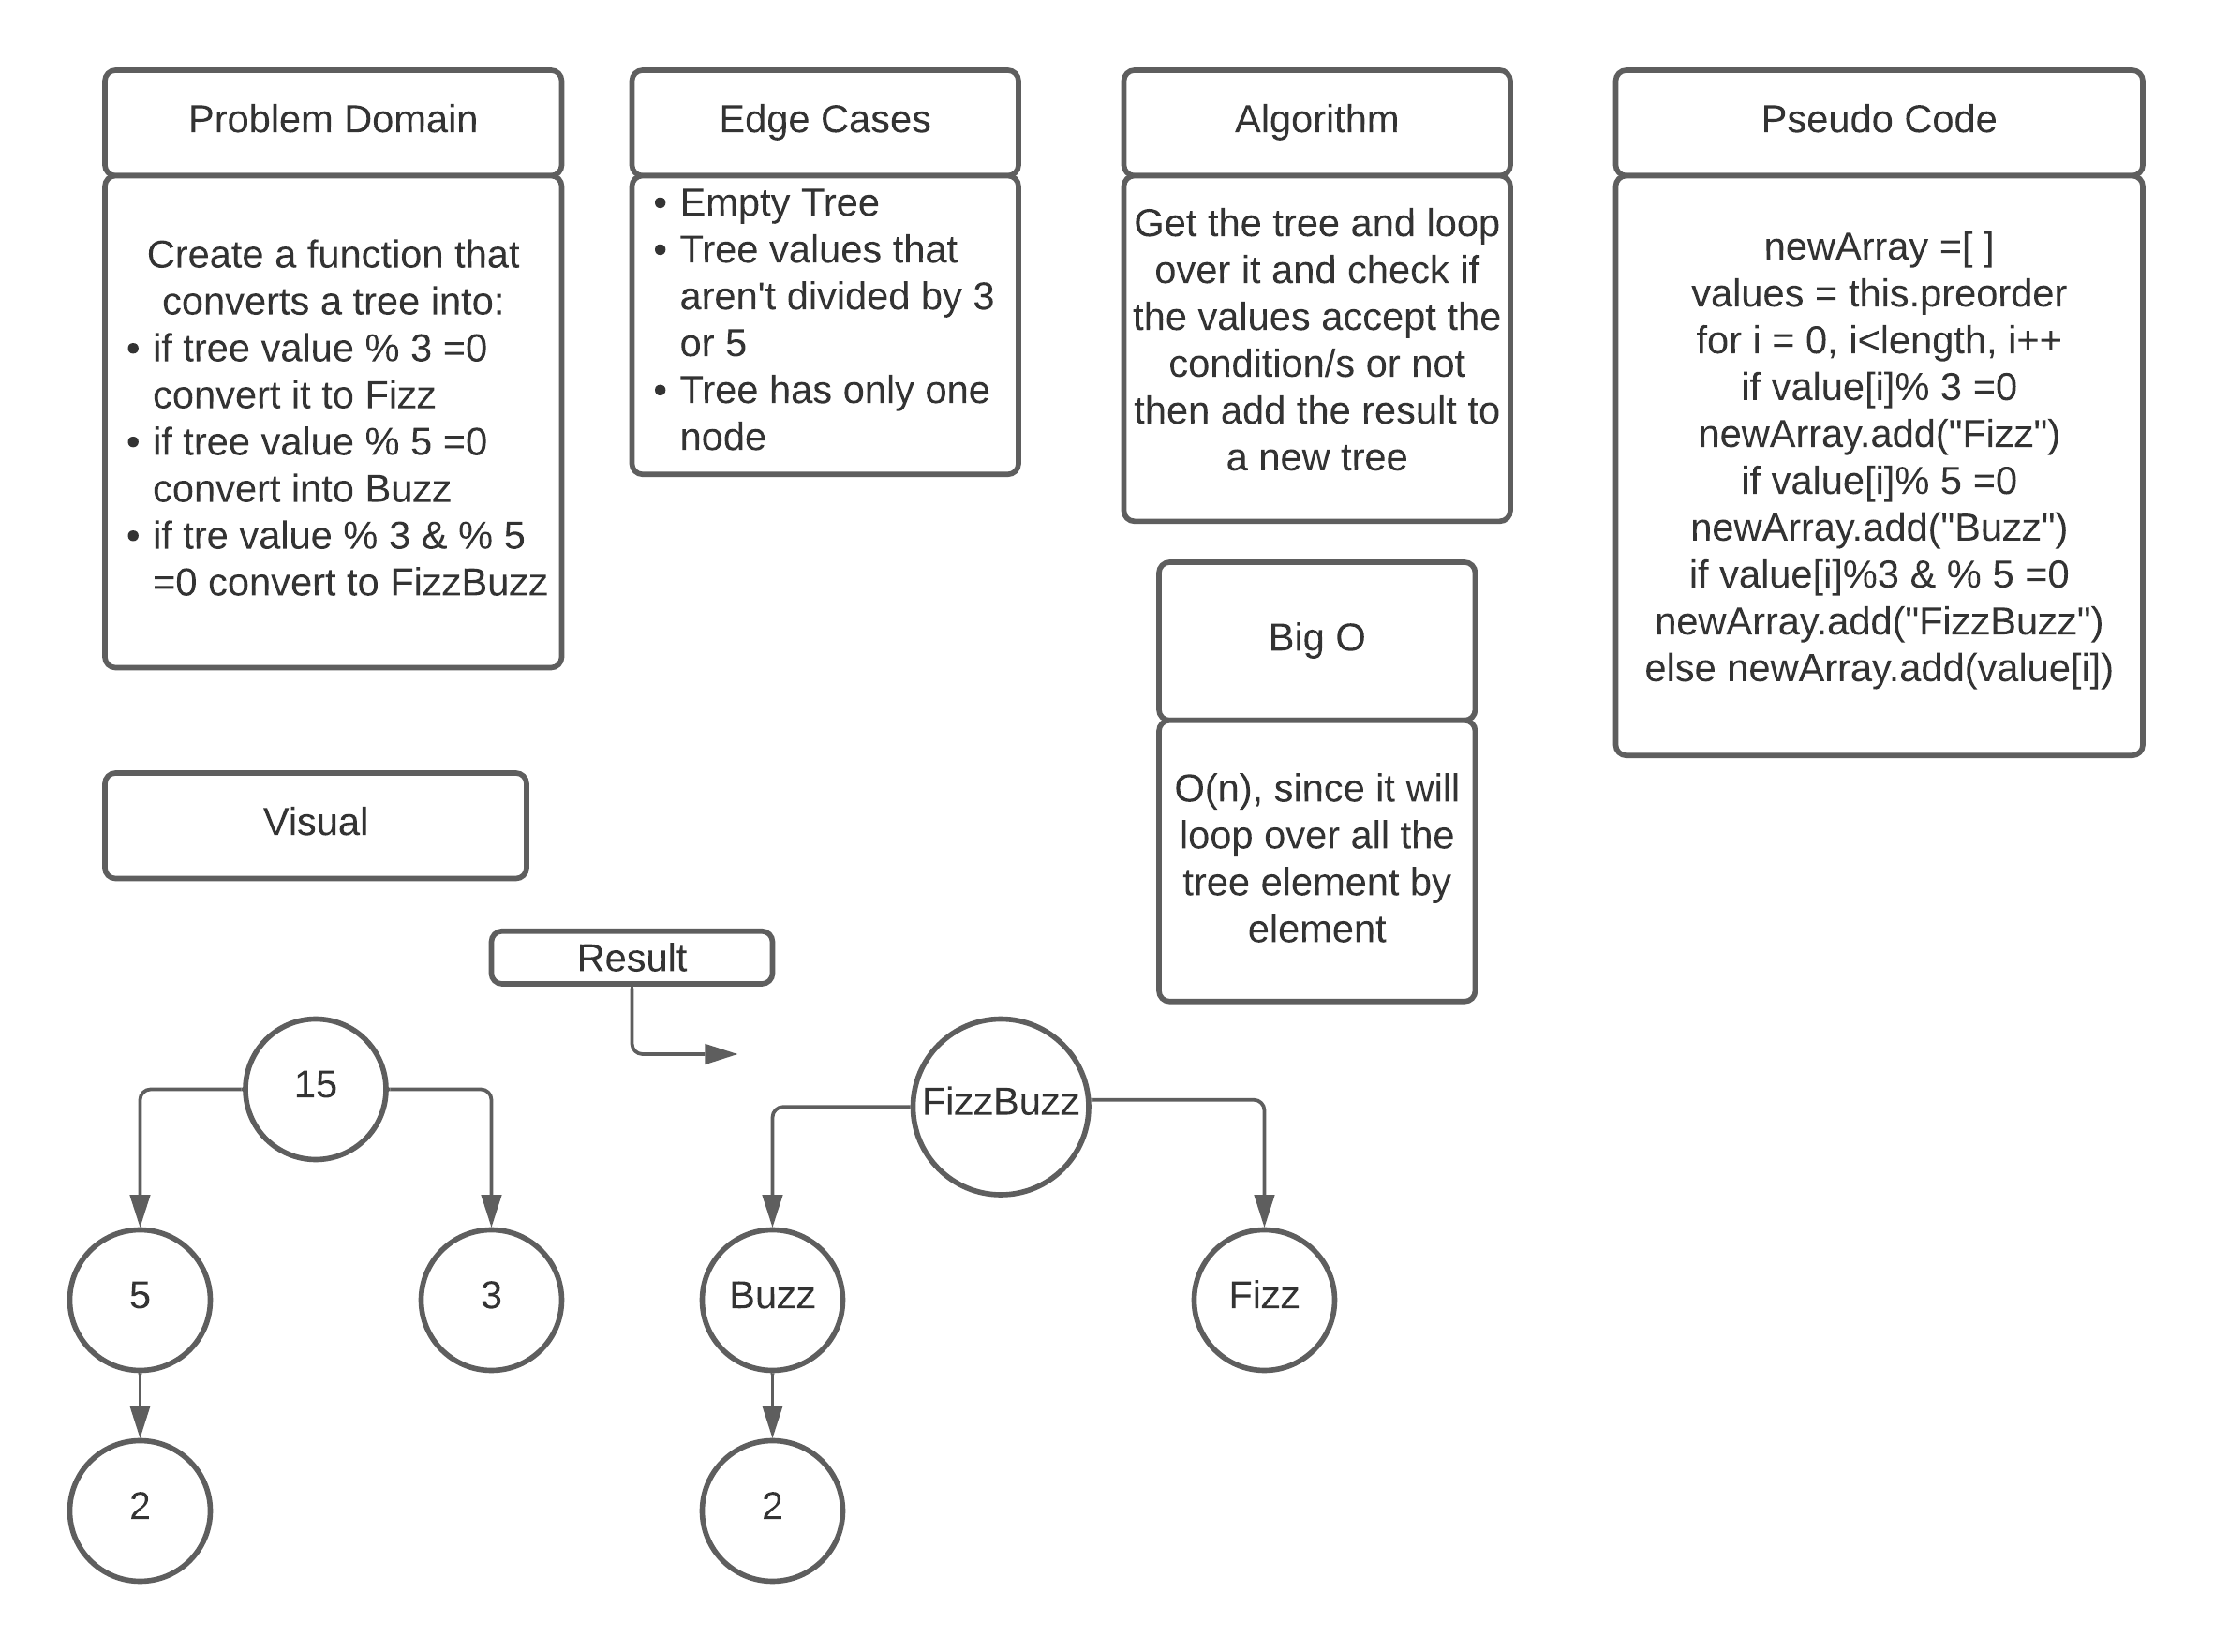 Problem Domain
Create a function that
converts a tree into:
• if tree value % 3 =0
convert it to Fizz
• if tree value % 5 =0
convert into Buzz
• if tre value % 3 & % 5
=0 convert to FizzBuzz
Edge Cases
• Empty Tree
• Tree values that
aren't divided by 3
or 5
• Tree has only one
node
Algorithm
Get the tree and loop
over it and check if
the values accept the
condition/s or not
then add the result to
a new tree
Big O
O(n), since it will
loop over all the
tree element by
element
Pseudo Code
newArray =[ ]
values = this.preorder
for i = 0, i<length, i++
if value[i]% 3 =0
newArray.add("Fizz")
if value[i]% 5 =0
newArray.add("Buzz")
if value[i]%3 & % 5 =0
newArray.add("FizzBuzz")
else newArray.add(value[i])
Visual
Result
15
5
3
2
FizzBuzz
Buzz
Fizz
2